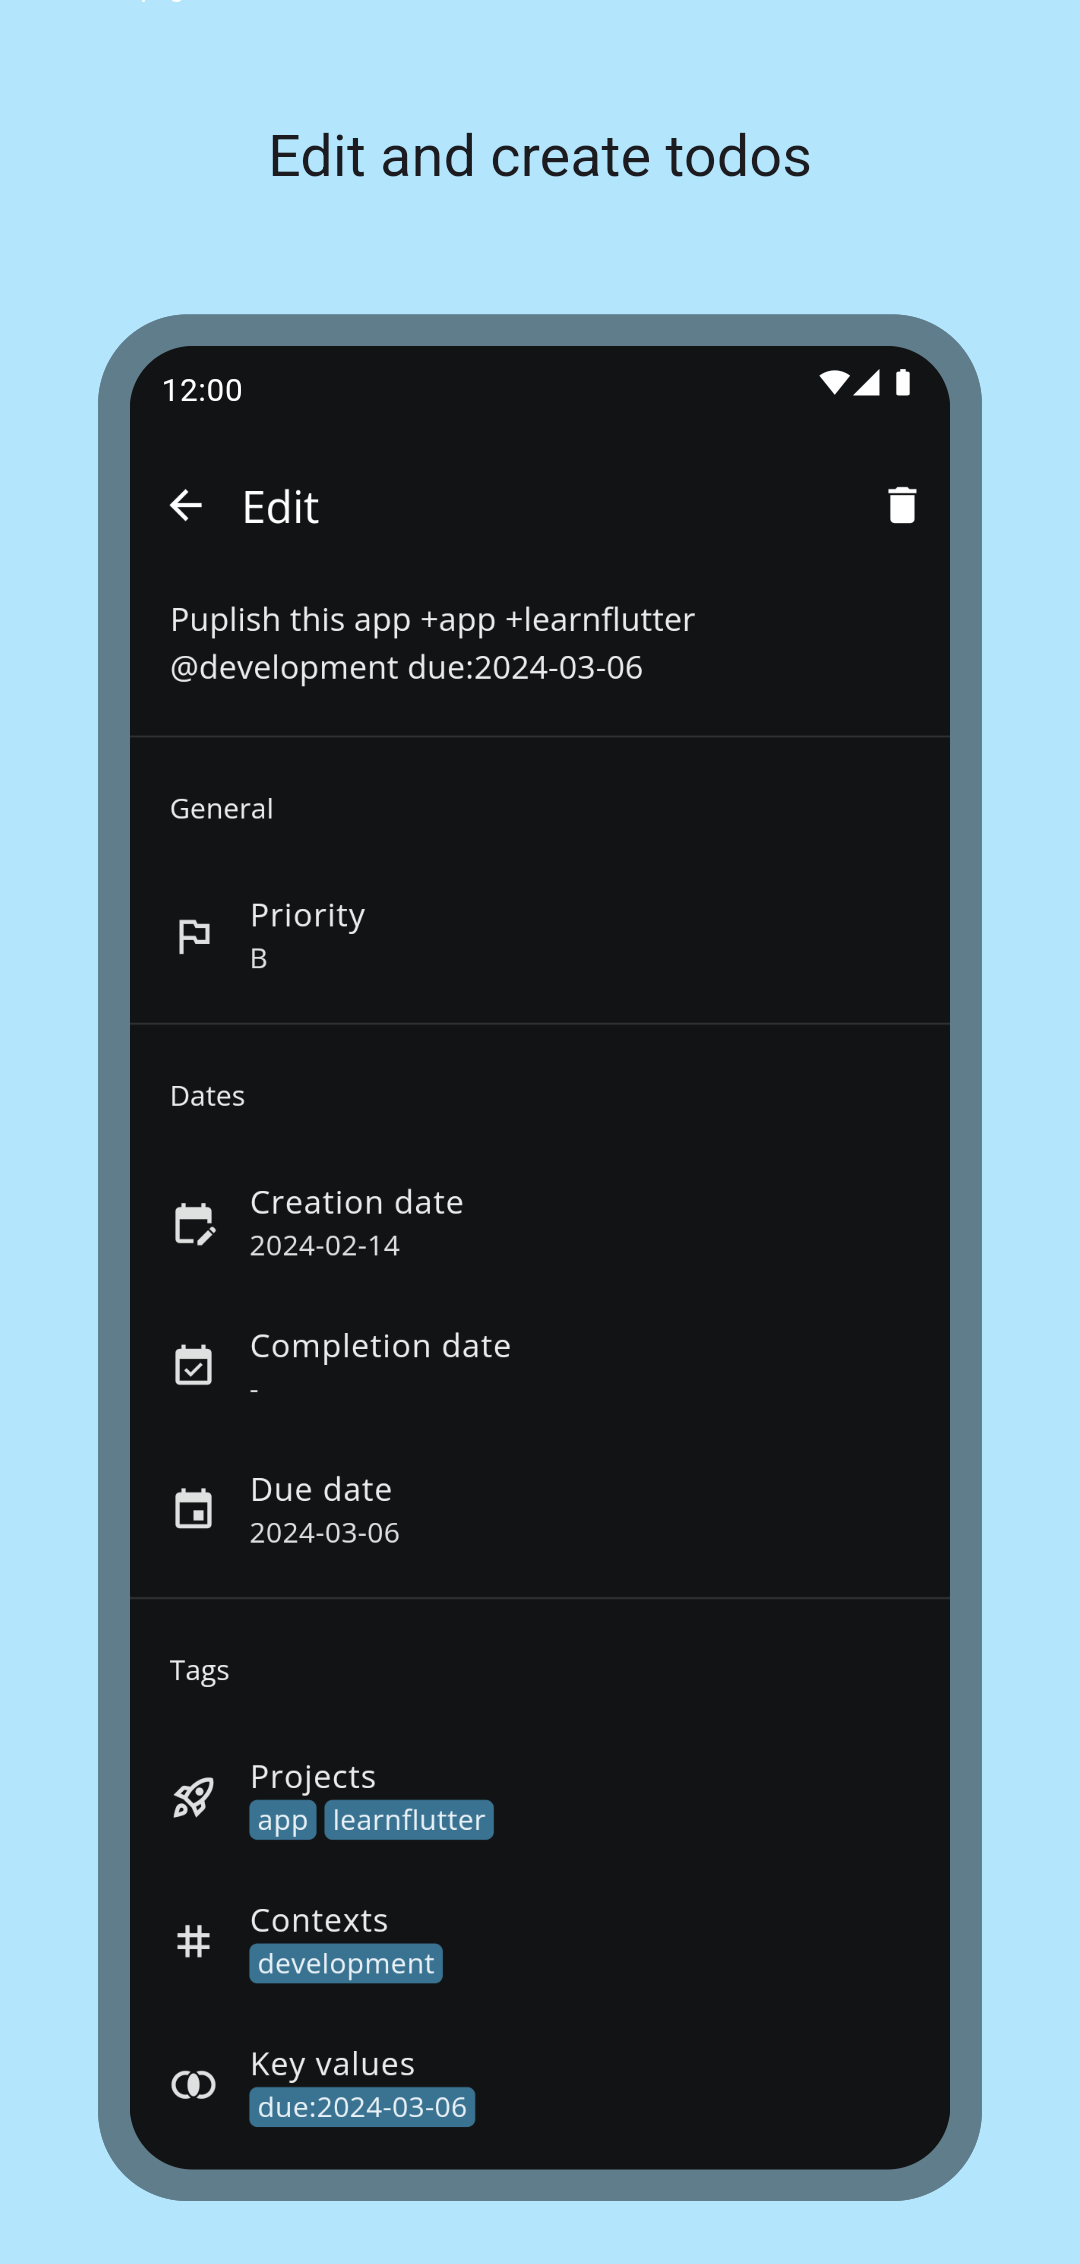 Edit and create todos
12:00
Edit
Puplish this app +app +learnflutter
@development due:2024-03-06
General
Priority
B
Dates
Creation date
2024-02-14
Completion date
-
Due date
2024-03-06
Tags
Projects
app learnflutter
Contexts
development
Key values
due:2024-03-06